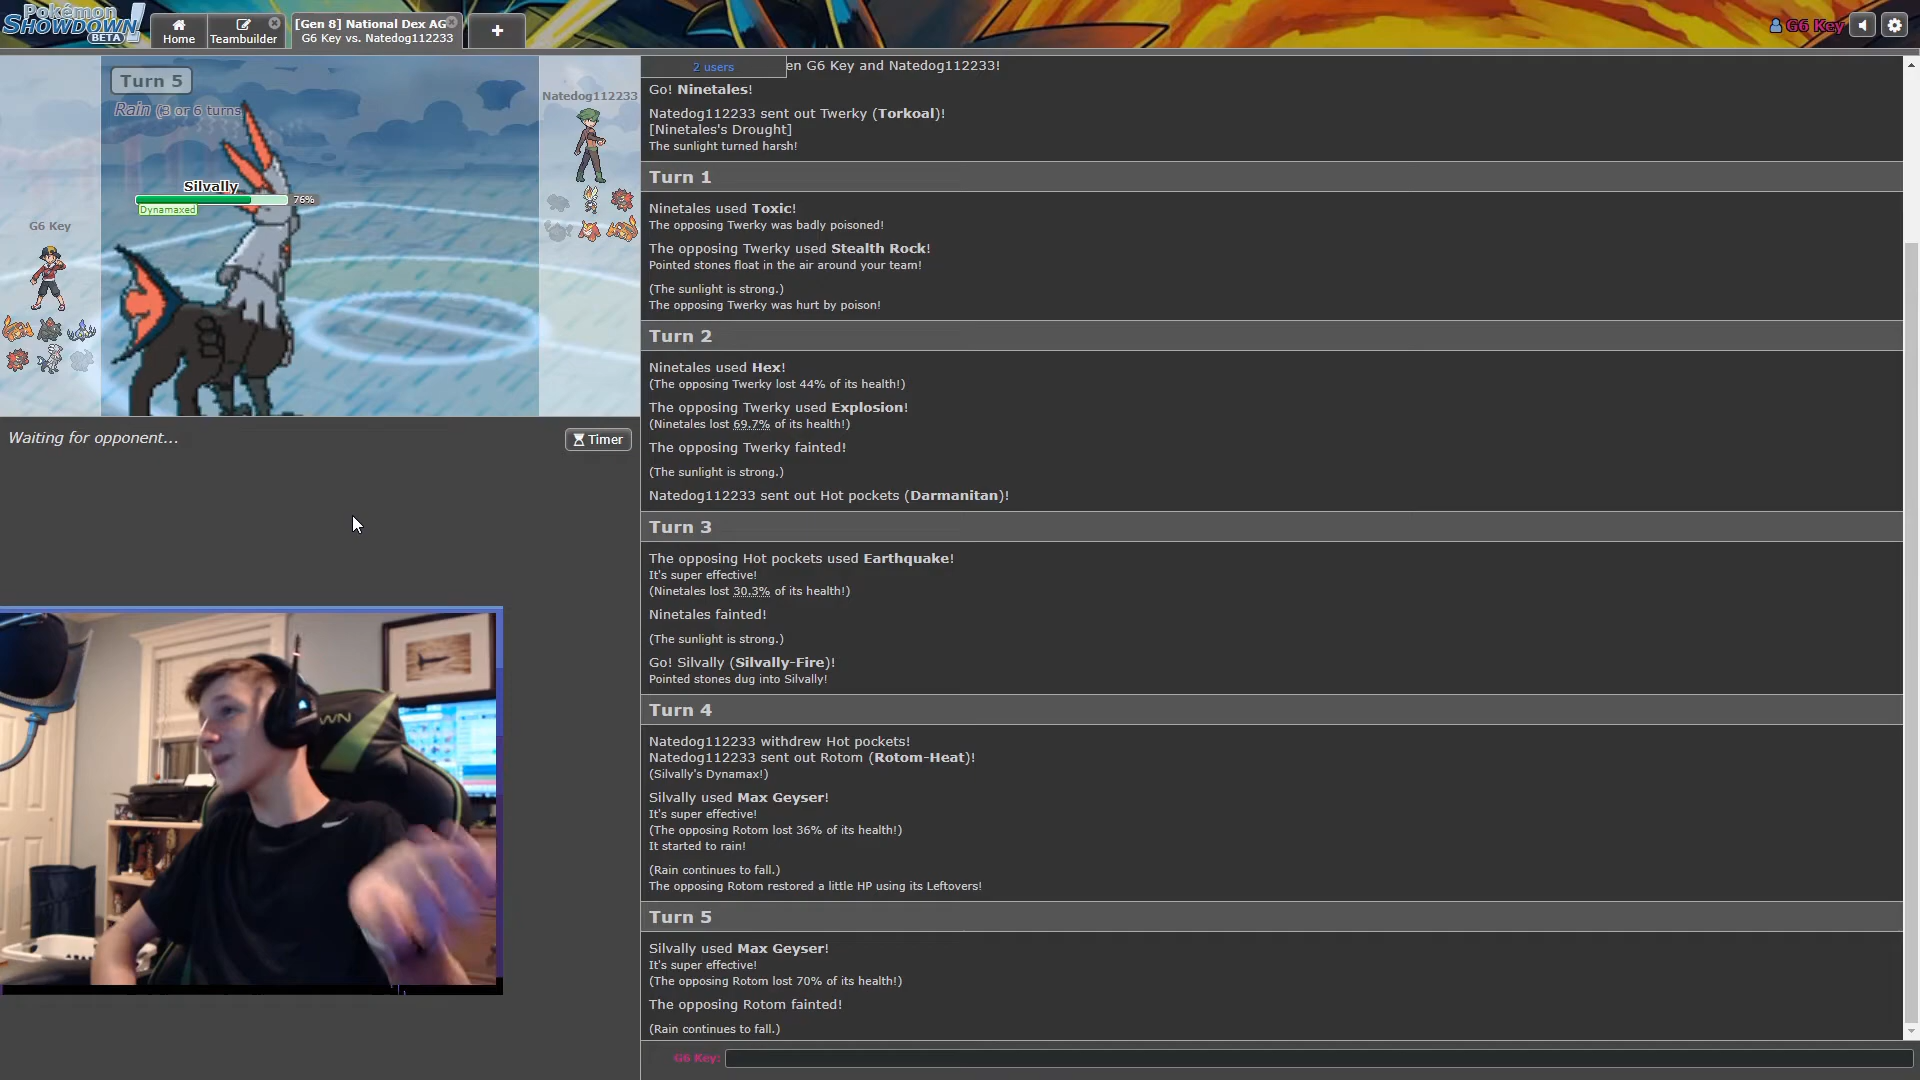 Pokémon
SHOWDOWN!
BETA
Home
Teambuilder
[Gen 8] National Dex AG
G6 Key vs. Natedog112233
G6 Key
Turn 5
Rain (3 or 6 turns
Natedog112233
Silvally
76%
Dynamaxed
G6 Key
Waiting for opponent...
Timer
2 users
en G6 Key and Natedog112233!
Go! Ninetales!
Natedog112233 sent out Twerky (Torkoal)!
[Ninetales's Drought]
The sunlight turned harsh!
Turn 1
Ninetales used Toxic!
The opposing Twerky was badly poisoned!
The opposing Twerky used Stealth Rock!
Pointed stones float in the air around your team!
(The sunlight is strong.)
The opposing Twerky was hurt by poison!
Turn 2
Ninetales used Hex!
(The opposing Twerky lost 44% of its health!)
The opposing Twerky used Explosion!
(Ninetales lost 69.7% of its health!)
The opposing Twerky fainted!
(The sunlight is strong.)
Natedog112233 sent out Hot pockets (Darmanitan)!
Turn 3
The opposing Hot pockets used Earthquake!
It's super effective!
(Ninetales lost 30.3% of its health!)
Ninetales fainted!
(The sunlight is strong.)
Go! Silvally (Silvally-Fire)!
Pointed stones dug into Silvally!
Turn 4
Natedog112233 withdrew Hot pockets!
Natedog112233 sent out Rotom (Rotom-Heat)!
(Silvally's Dynamax!)
Silvally used Max Geyser!
It's super effective!
(The opposing Rotom lost 36% of its health!)
It started to rain!
(Rain continues to fall.)
The opposing Rotom restored a little HP using its Leftovers!
Turn 5
Silvally used Max Geyser!
It's super effective!
(The opposing Rotom lost 70% of its health!)
The opposing Rotom fainted!
(Rain continues to fall.)
G6 Key: